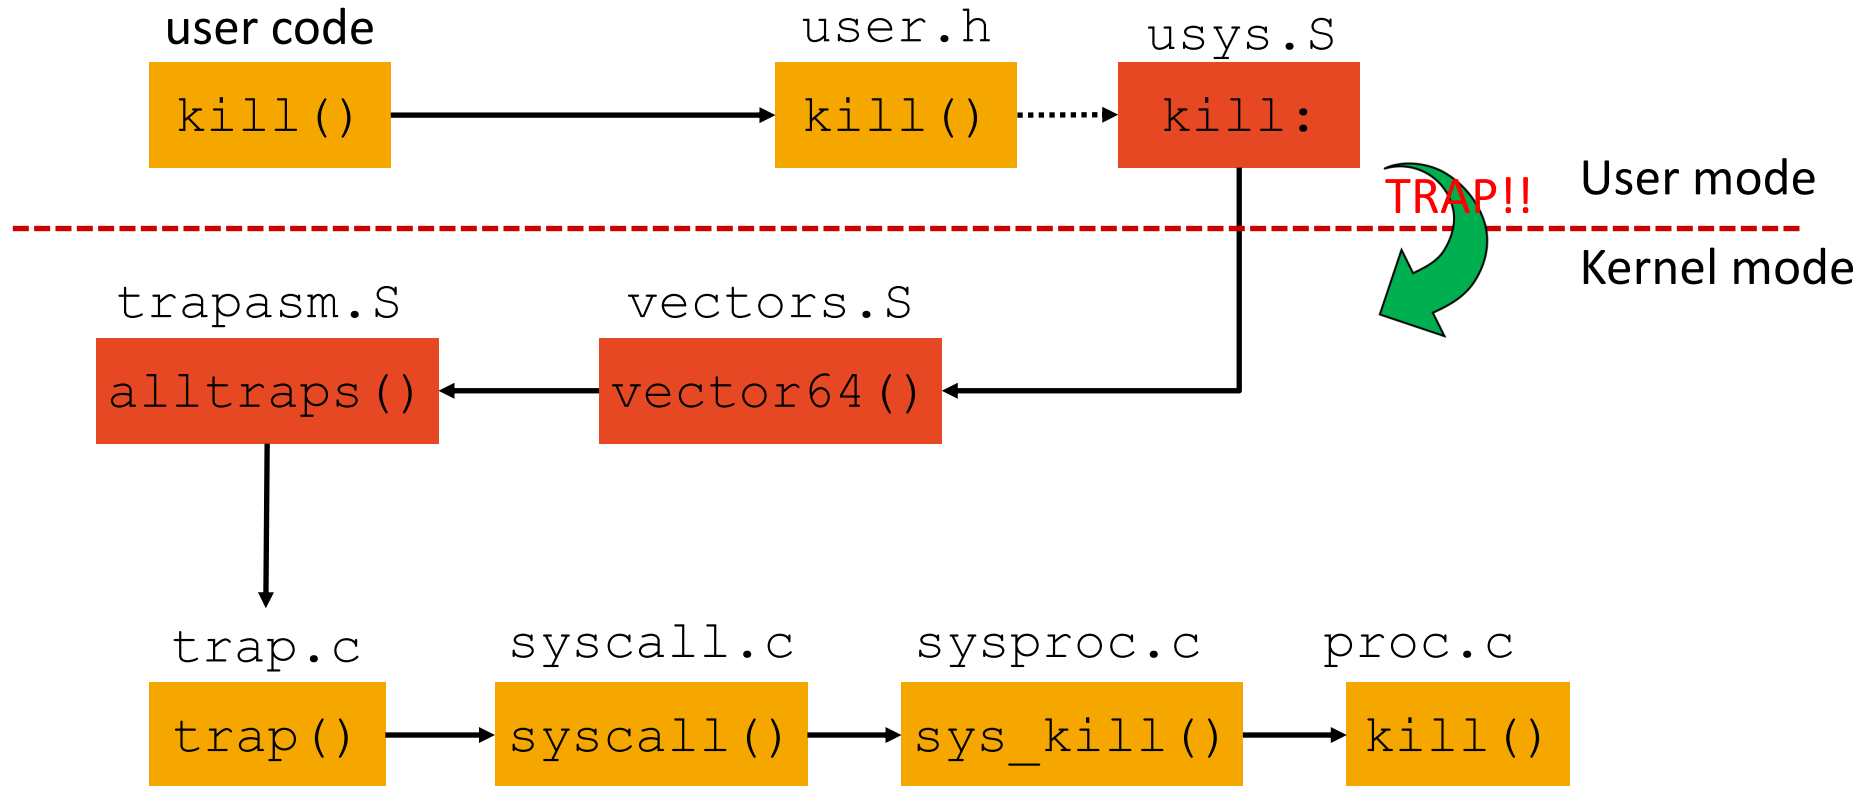 user code
user.h
usys.S
kill()
kill()
kill:
TRAP!!
User mode
Kernel mode
trapasm.S
vectors.S
alltraps()
vector64()
trap.c
syscall.c
sysproc.c
proc.c
trap()
syscall()
sys_kill()
kill()